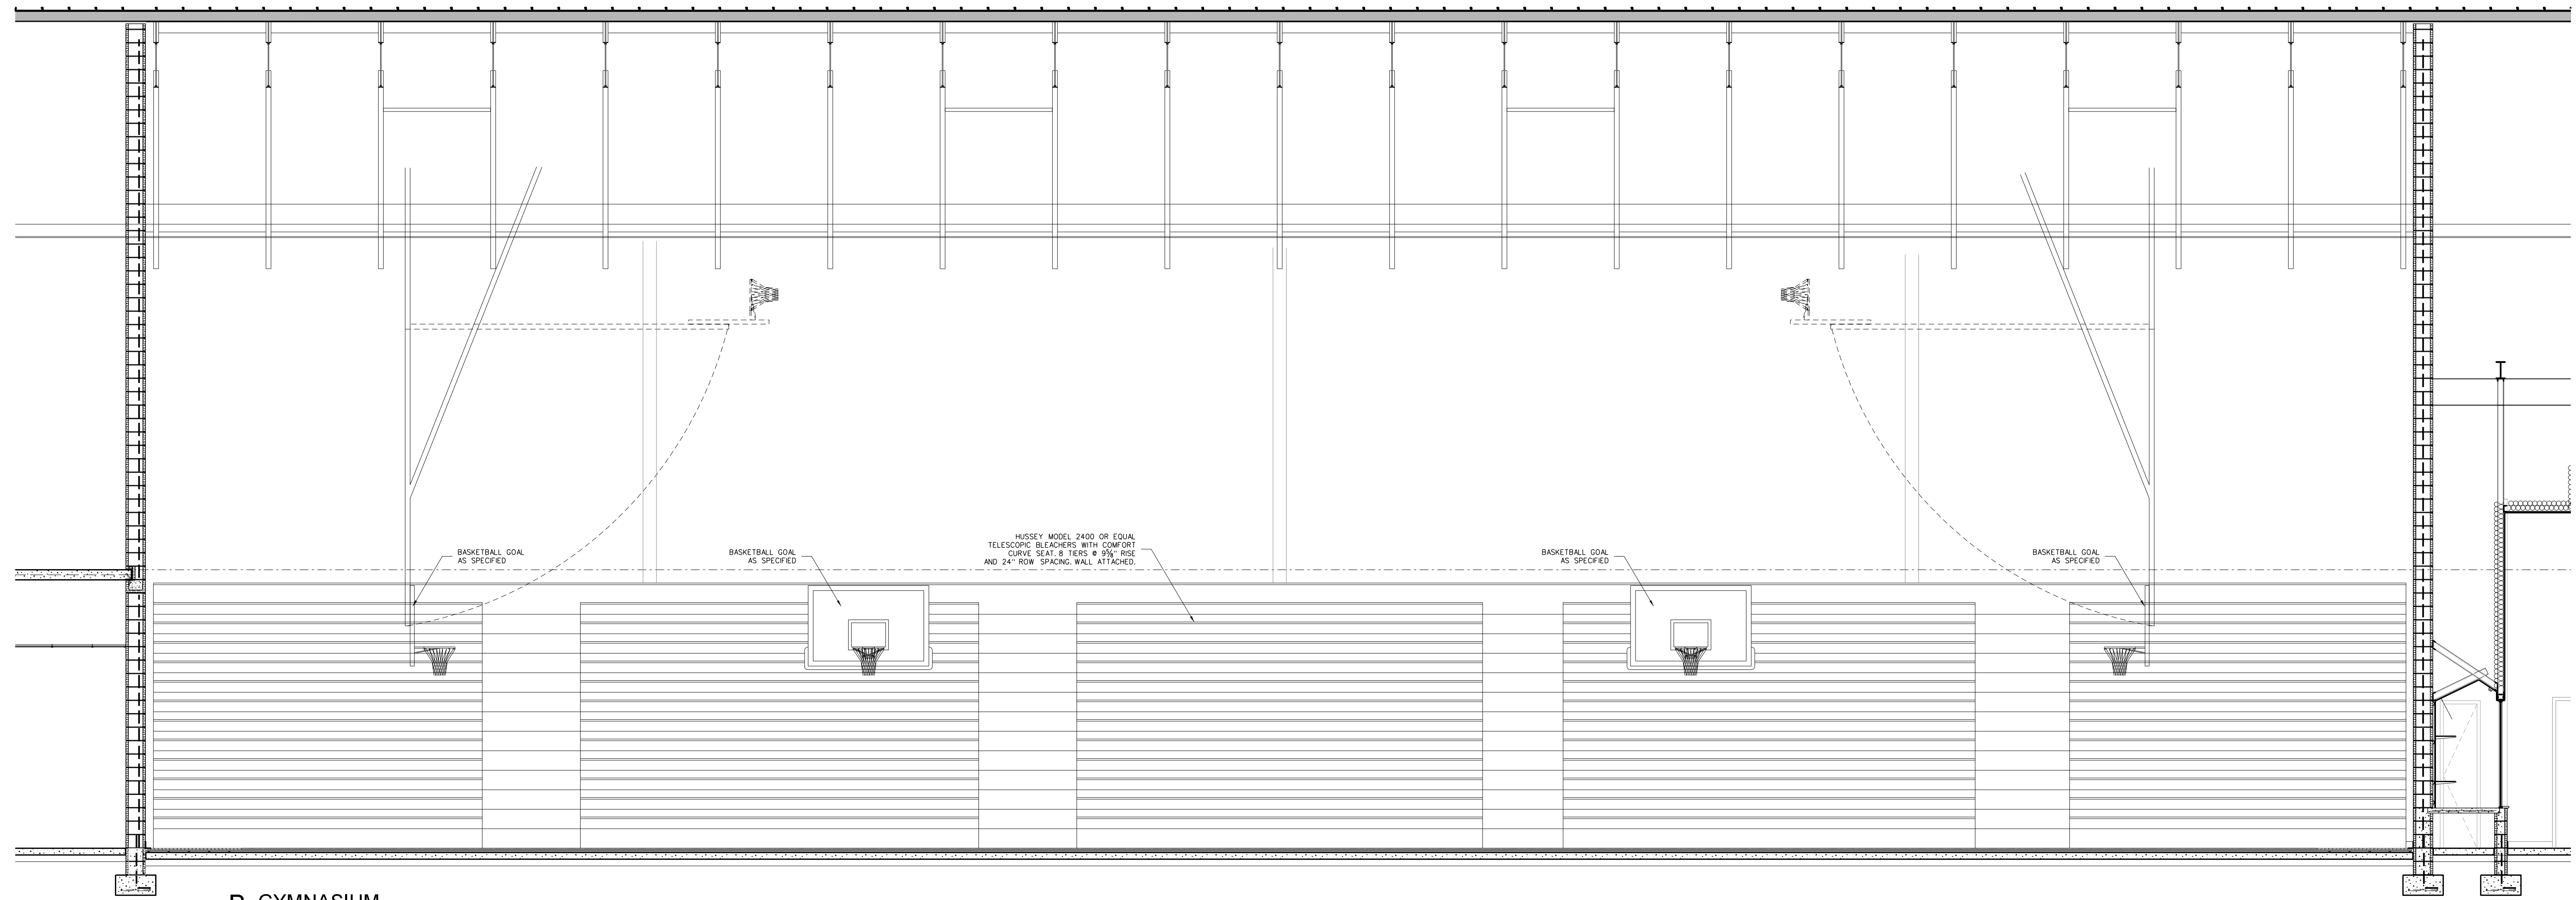 BASKETBALL GOAL
AS SPECIFIED
BASKETBALL GOAL
AS SPECIFIED
HUSSEY MODEL 2400 OR EQUAL
TELESCOPIC BLEACHERS WITH COMFORT
CURVE SEAT. 8 TIERS @ 9⅝" RISE
AND 24" ROW SPACING. WALL ATTACHED.
BASKETBALL GOAL
AS SPECIFIED
BASKETBALL GOAL
AS SPECIFIED
B GYMNASIUM